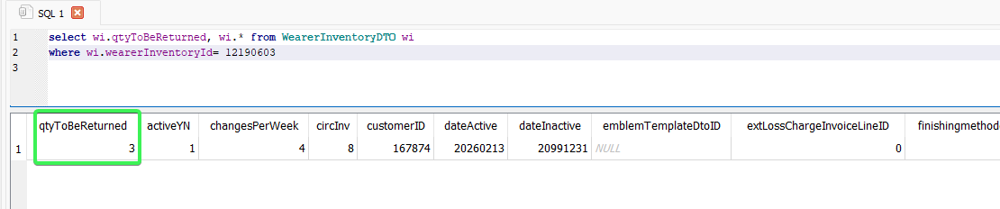 SQL 1
1 select wi.qtyToBeReturned, wi.* from WearerInventoryDTO wi
2 where wi.wearerInventoryId= 12190603
3
qtyToBeReturned activeYN changesPerWeek circInv customerID dateActive dateInactive emblemTemplateDtoID extLossChargeInvoiceLineID finishingmethod
1 3 1 4 8 167874 20260213 20991231 NULL 0